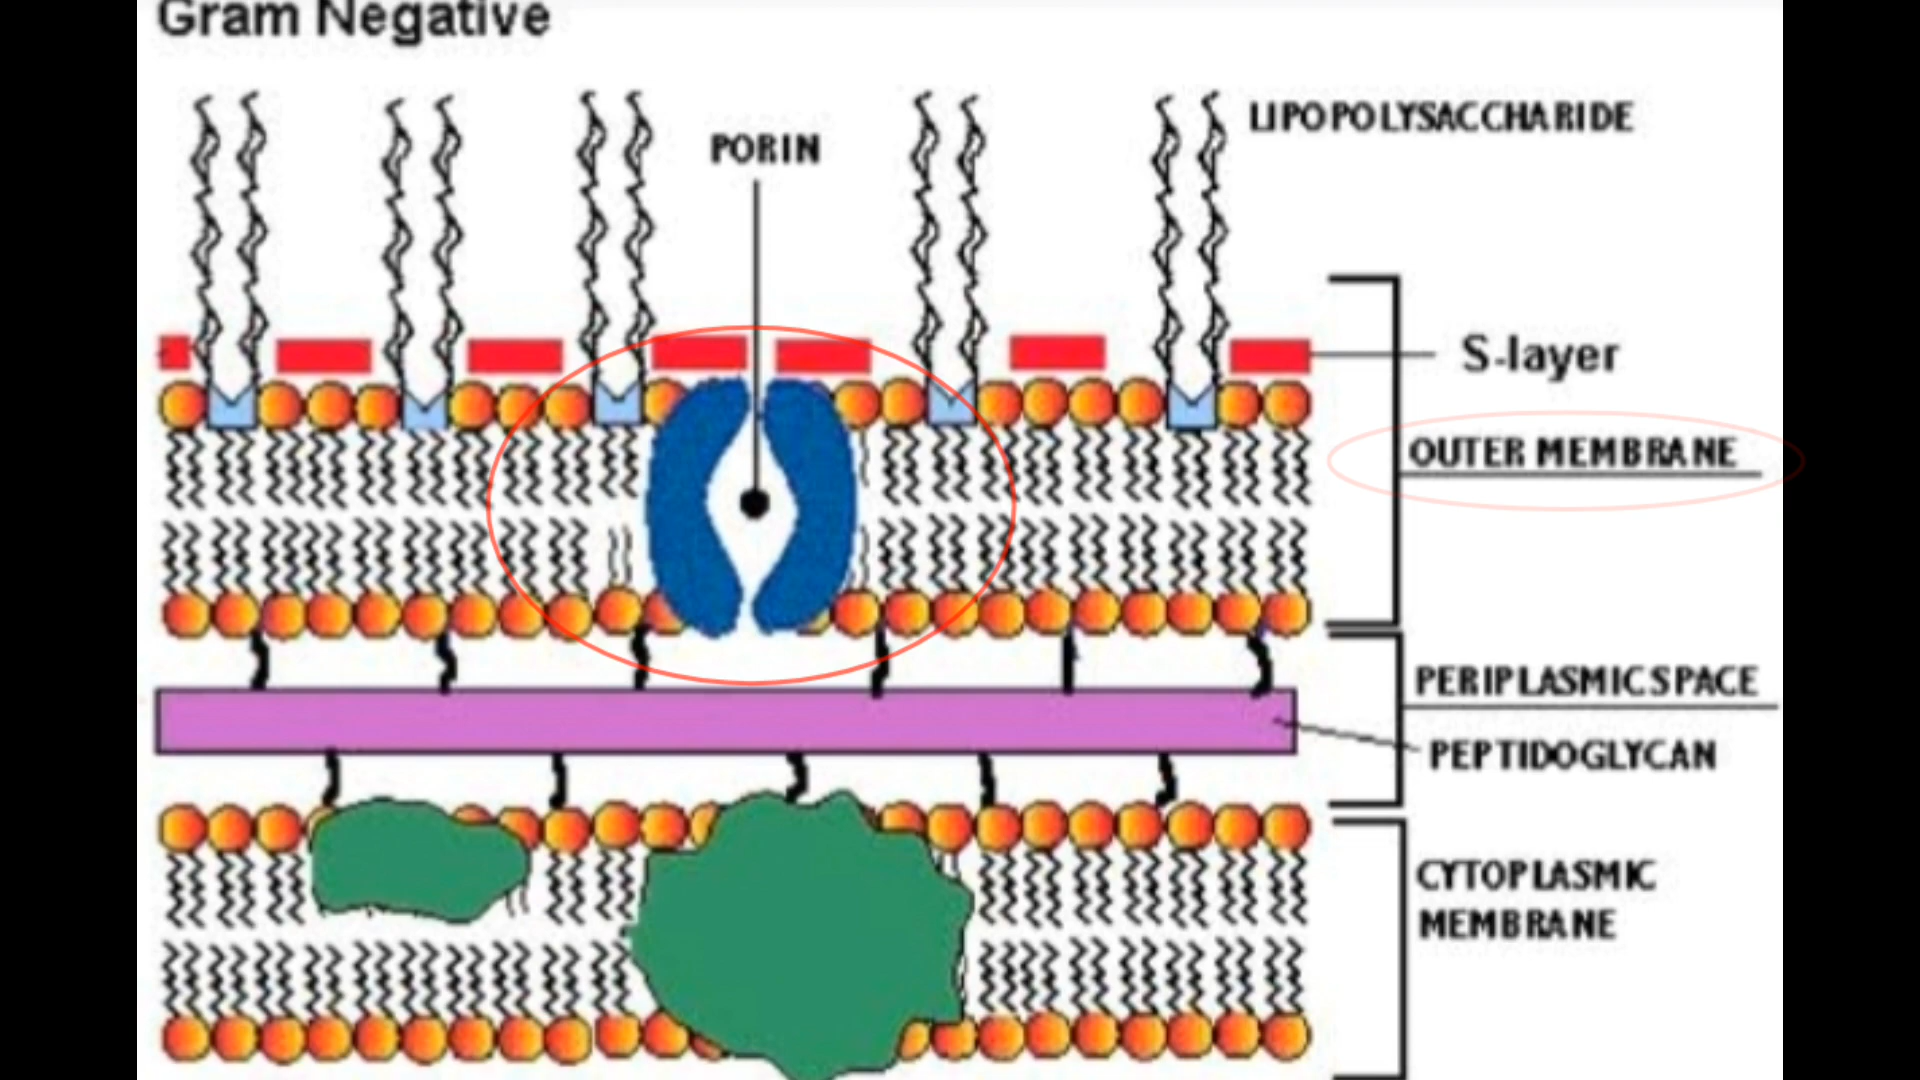 Gram Negative
LIPOPOLYSACCHARIDE
PORIN
S-layer
OUTER MEMBRANE
PERIPLASMIC SPACE
PEPTIDOGLYCAN
CYTOPLASMIC
MEMBRANE